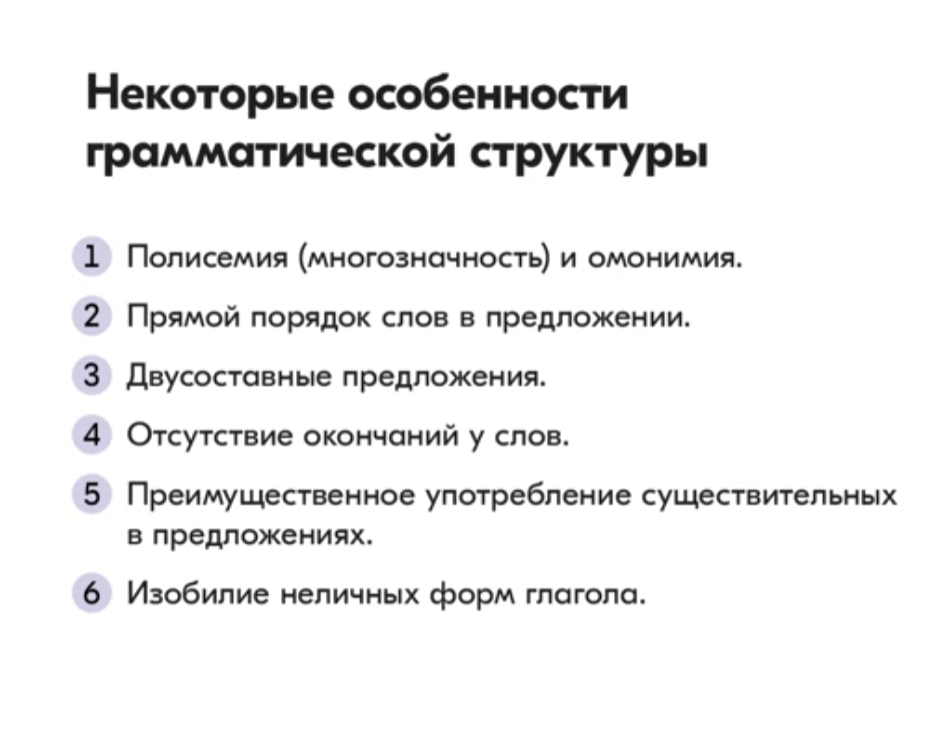 Некоторые особенности
грамматической структуры
1 Полисемия (многозначность) и омонимия.
2 Прямой порядок слов в предложении.
3 Двусоставные предложения.
4 Отсутствие окончаний у слов.
5 Преимущественное употребление существительных
в предложениях.
6 Изобилие неличных форм глагола.